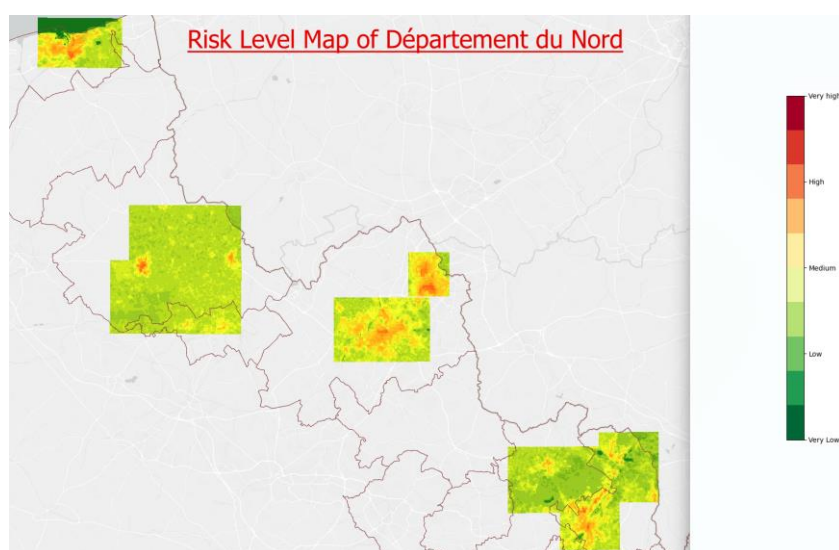 Risk Level Map of Département du Nord
Very high
High
Medium
Low
Very Low